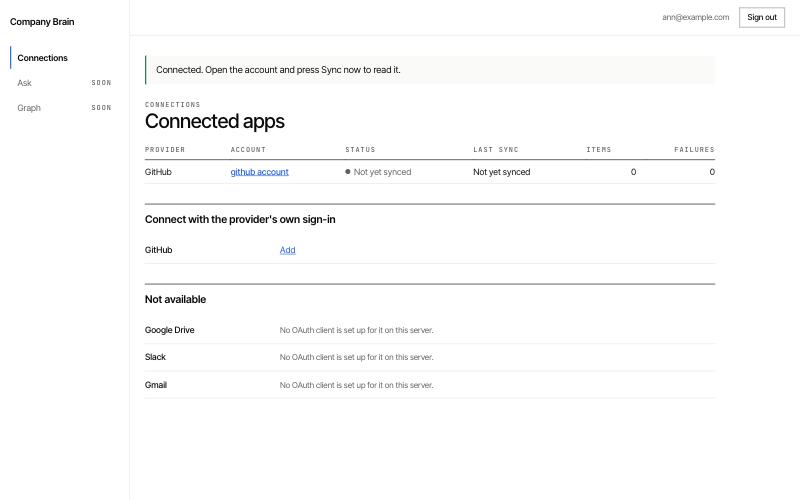 Company Brain
ann@example.com Sign out
Connections
Ask SOON
Graph SOON
Connected. Open the account and press Sync now to read it.
CONNECTIONS
Connected apps
PROVIDER ACCOUNT STATUS LAST SYNC ITEMS FAILURES
GitHub github account Not yet synced Not yet synced 0 0
Connect with the provider's own sign-in
GitHub Add
Not available
Google Drive No OAuth client is set up for it on this server.
Slack No OAuth client is set up for it on this server.
Gmail No OAuth client is set up for it on this server.